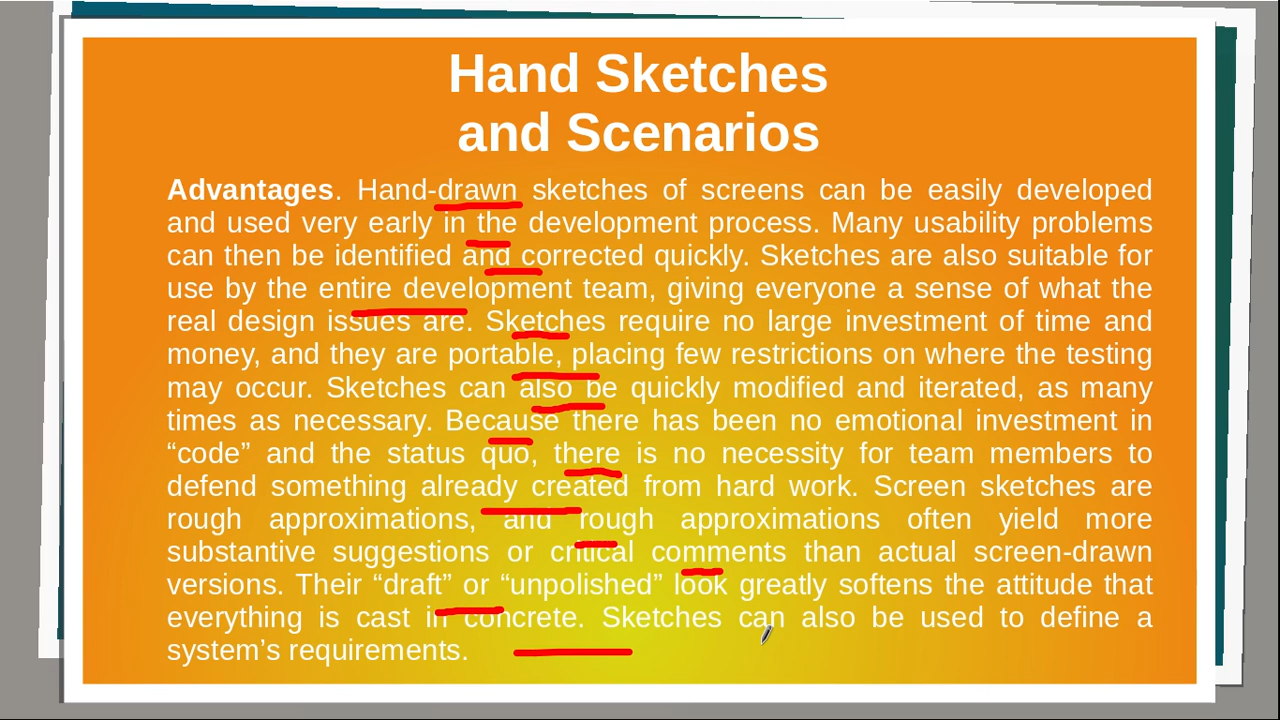 Hand Sketches
and Scenarios
Advantages. Hand-drawn sketches of screens can be easily developed
and used very early in the development process. Many usability problems
can then be identified and corrected quickly. Sketches are also suitable for
use by the entire development team, giving everyone a sense of what the
real design issues are. Sketches require no large investment of time and
money, and they are portable, placing few restrictions on where the testing
may occur. Sketches can also be quickly modified and iterated, as many
times as necessary. Because there has been no emotional investment in
“code” and the status quo, there is no necessity for team members to
defend something already created from hard work. Screen sketches are
rough approximations, and rough approximations often yield more
substantive suggestions or critical comments than actual screen-drawn
versions. Their “draft” or “unpolished” look greatly softens the attitude that
everything is cast in concrete. Sketches can also be used to define a
system’s requirements.